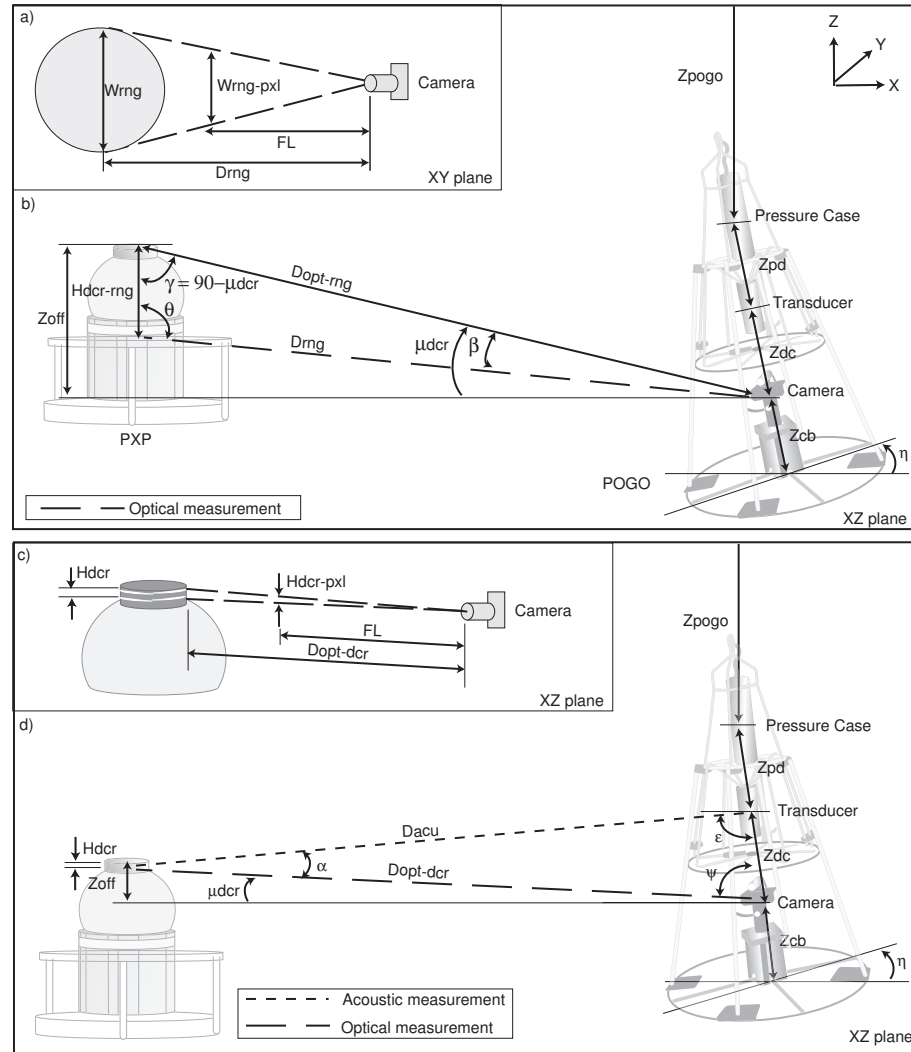 a)
Wrng
Wrng-pxl
Camera
FL
Drng
XY plane
Z
Y
X
Zpogo
b)
Pressure Case
Zpd
Transducer
Zdc
Camera
Zcb
Dopt-rng
γ = 90−μdcr
Hdcr-rng
θ
Zoff
Drng
μdcr
β
PXP
POGO
η
Optical measurement
XZ plane
c)
Hdcr
Hdcr-pxl
Camera
FL
Dopt-dcr
XZ plane
Zpogo
d)
Pressure Case
Zpd
Transducer
Dacu
ε
Zdc
Hdcr
α
Zoff
Dopt-dcr
ψ
μdcr
Camera
Zcb
η
Acoustic measurement
Optical measurement
XZ plane